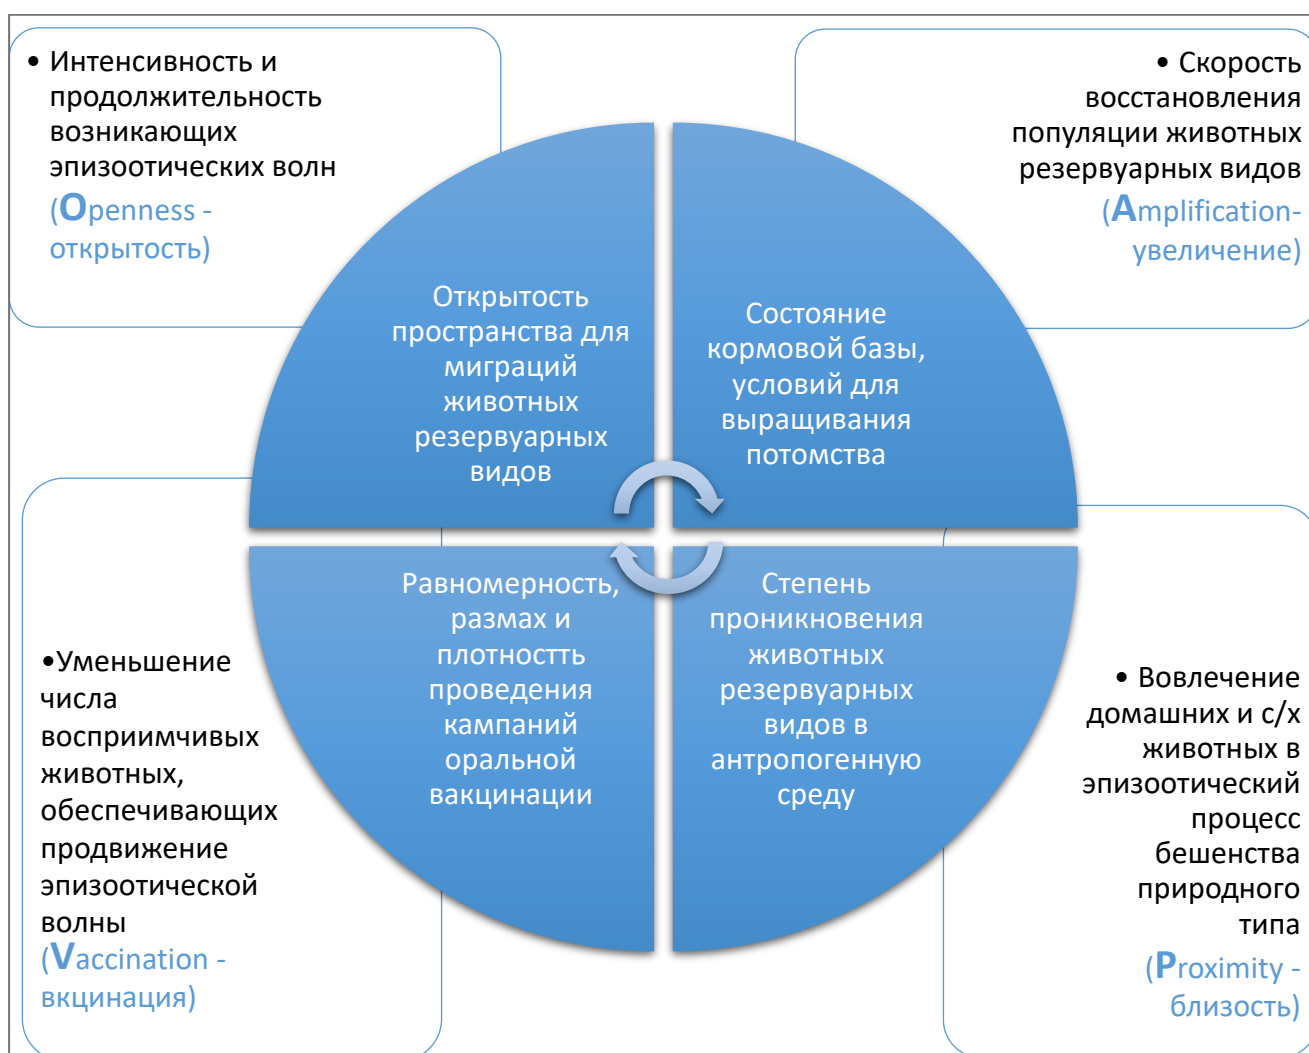 • Интенсивность и
продолжительность
возникающих
эпизоотических волн
(Openness -
открытость)
• Скорость
восстановления
популяции животных
резервуарных видов
(Amplification-
увеличение)
Открытость
пространства для
миграций
животных
резервуарных
видов
Состояние
кормовой базы,
условий для
выращивания
потомства
Равномерность,
размах и
плотностть
проведения
кампаний
оральной
вакцинации
Степень
проникновения
животных
резервуарных
видов в
антропогенную
среду
•Уменьшение
числа
восприимчивых
животных,
обеспечивающих
продвижение
эпизоотической
волны
(Vaccination -
вкцинация)
• Вовлечение
домашних и с/х
животных в
эпизоотический
процесс
бешенства
природного
типа
(Proximity -
близость)